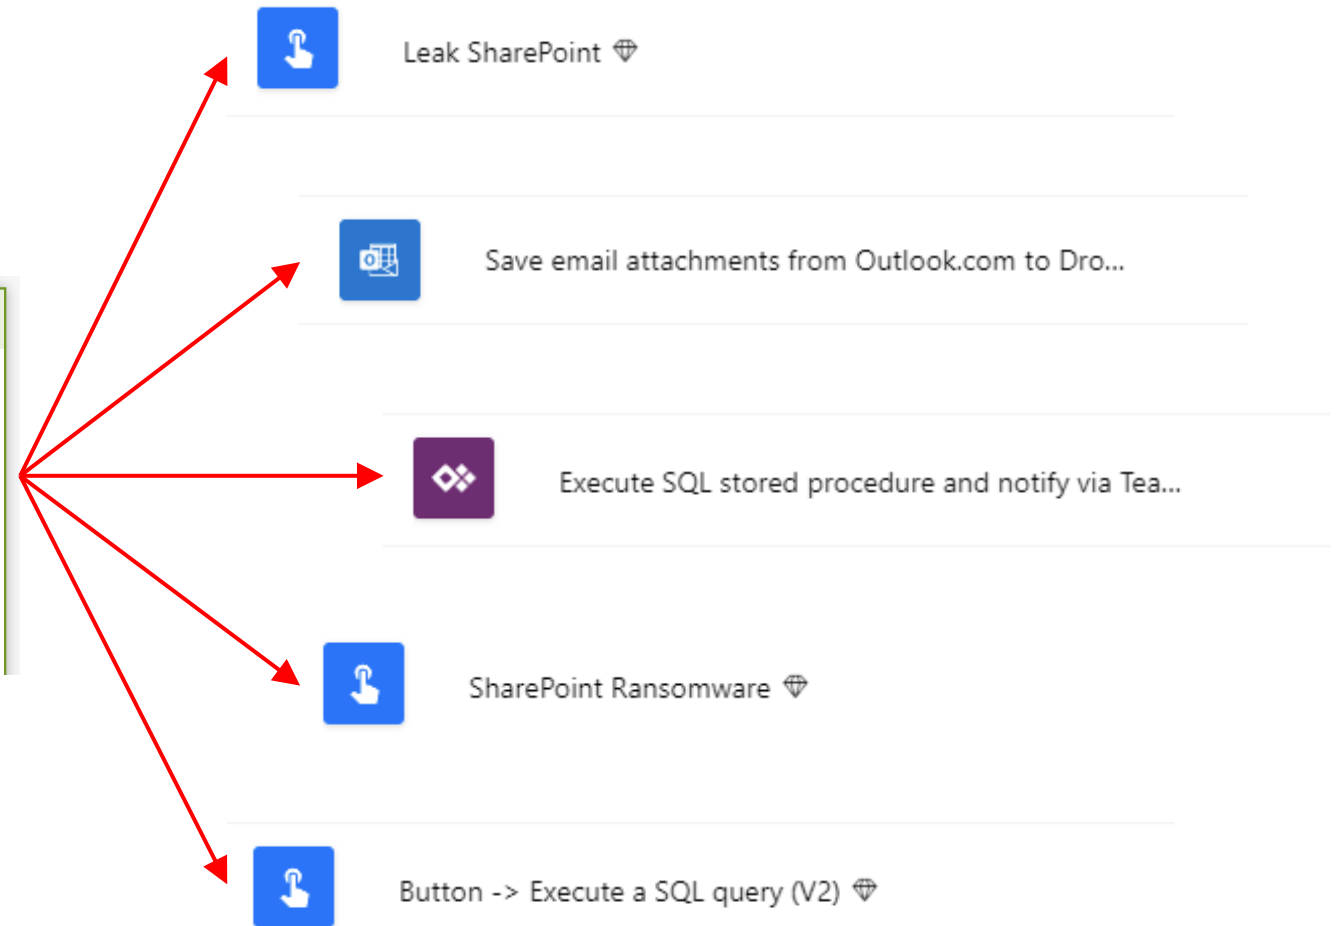 Leak SharePoint
Save email attachments from Outlook.com to Dro...
Execute SQL stored procedure and notify via Tea...
SharePoint Ransomware
Button -> Execute a SQL query (V2)